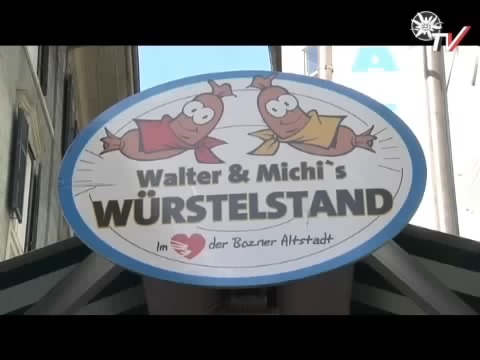 TV
A
Walter & Michi`s
WÜRSTELSTAND
Im der Bozner Altstadt